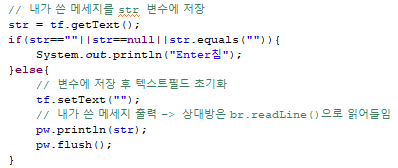 // 내가 쓴 메세지를 str 변수에 저장
str = tf.getText();
if(str==""||str==null||str.equals("")){
    System.out.println("Enter침");
}else{
    // 변수에 저장 후 텍스트필드 초기화
    tf.setText("");
    // 내가 쓴 메세지 출력 -> 상대방은 br.readLine()으로 읽어들임
    pw.println(str);
    pw.flush();
}